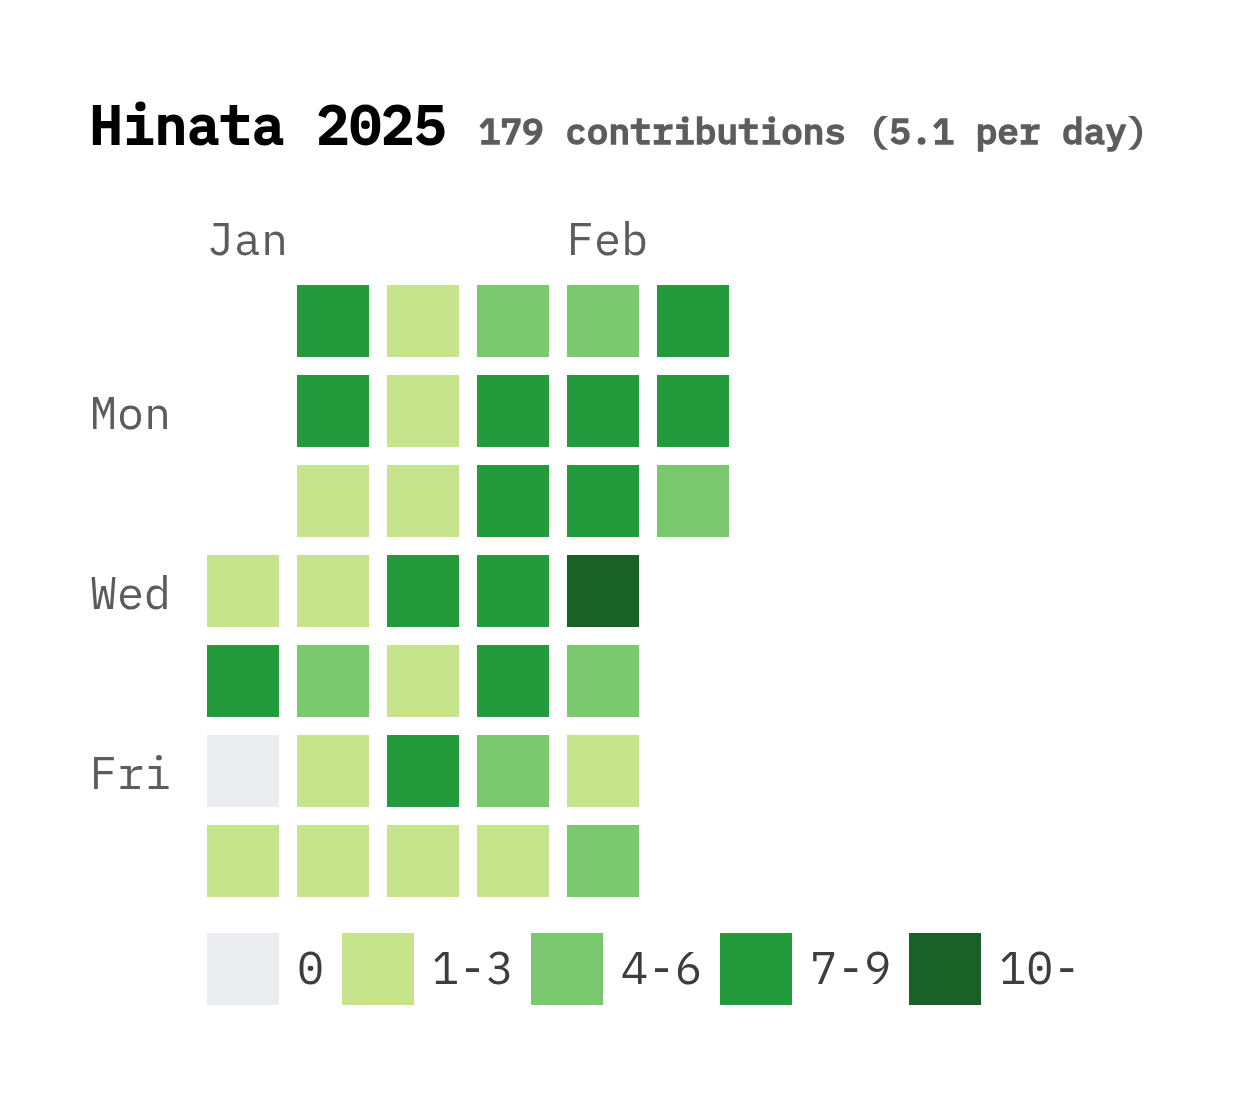 Hinata 2025 179 contributions (5.1 per day)
Jan Feb
Mon
Wed
Fri
0 1-3 4-6 7-9 10-